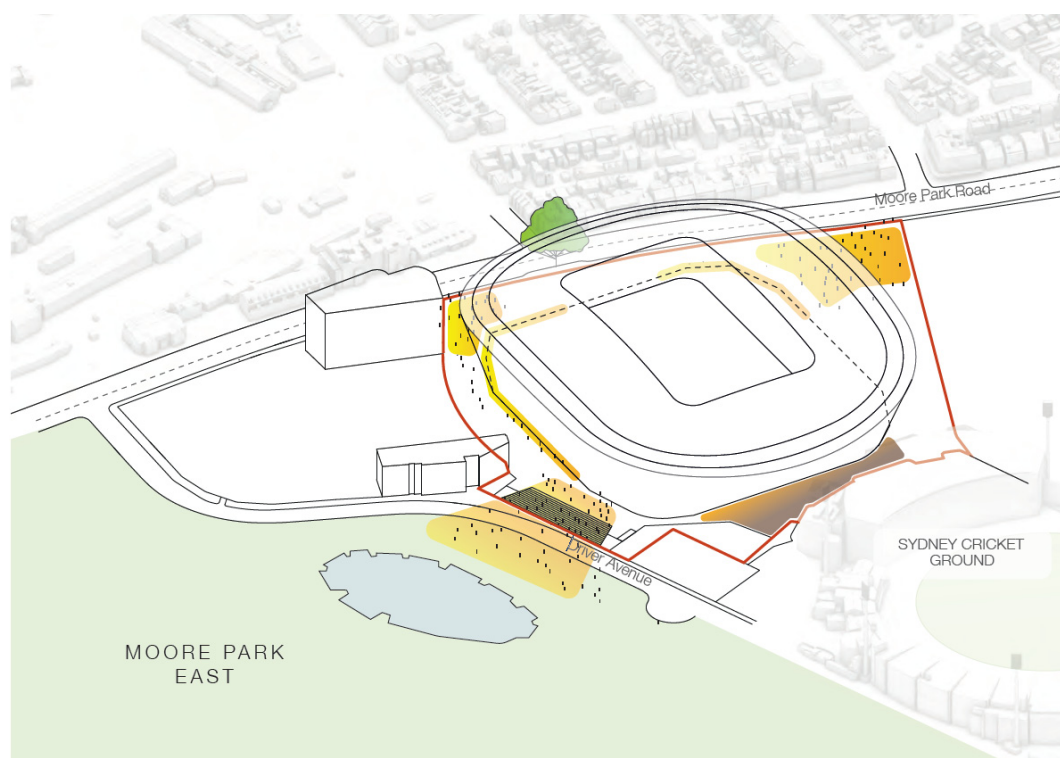 Moore Park Road
SYDNEY CRICKET
GROUND
Driver Avenue
MOORE PARK
EAST